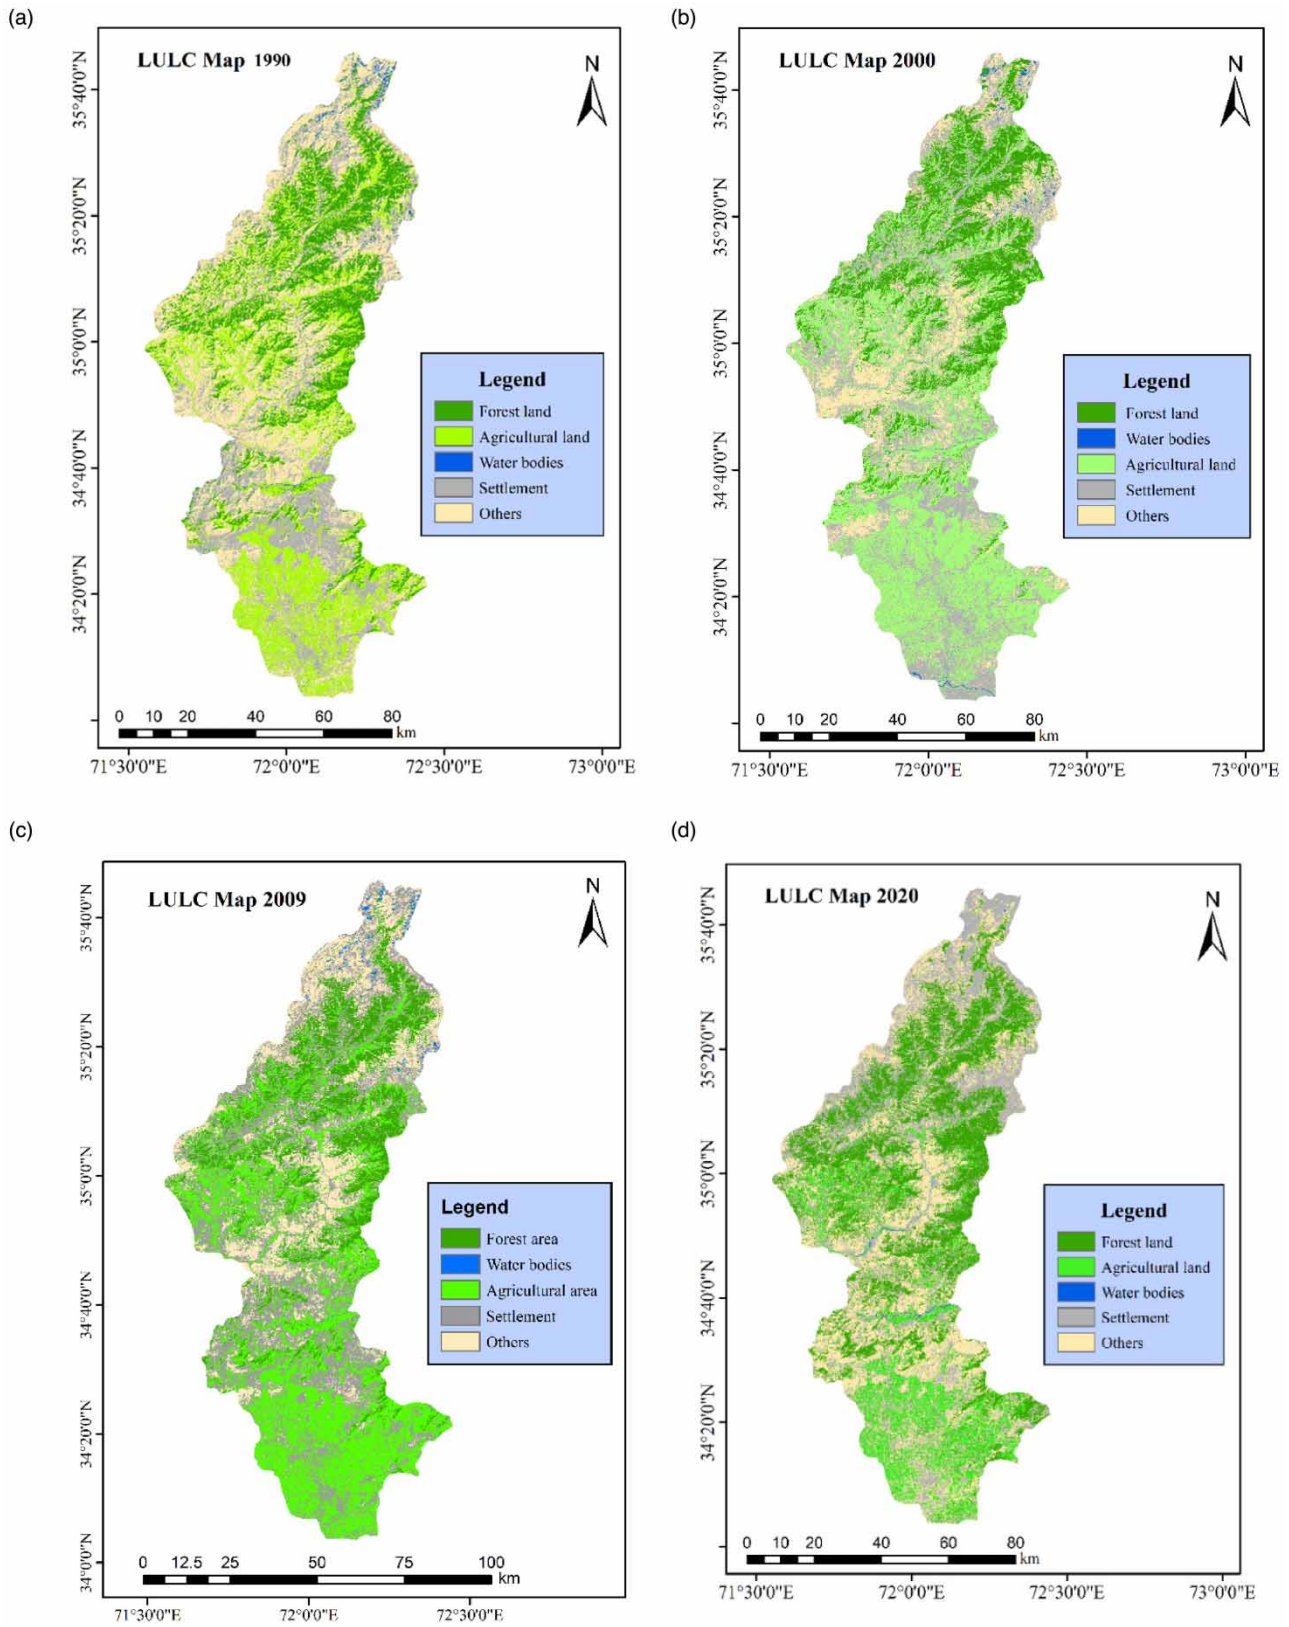 (a)
LULC Map 1990
N
35°40'0"N
35°20'0"N
35°0'0"N
34°40'0"N
34°20'0"N
Legend
Forest land
Agricultural land
Water bodies
Settlement
Others
0 10 20 40 60 80
km
71°30'0"E 72°0'0"E 72°30'0"E 73°0'0"E
(b)
LULC Map 2000
N
35°40'0"N
35°20'0"N
35°0'0"N
34°40'0"N
34°20'0"N
Legend
Forest land
Water bodies
Agricultural land
Settlement
Others
0 10 20 40 60 80
km
71°30'0"E 72°0'0"E 72°30'0"E 73°0'0"E
(c)
LULC Map 2009
N
35°40'0"N
35°20'0"N
35°0'0"N
34°40'0"N
34°20'0"N
34°0'0"N
Legend
Forest area
Water bodies
Agricultural area
Settlement
Others
0 12.5 25 50 75 100
km
71°30'0"E 72°0'0"E 72°30'0"E
(d)
LULC Map 2020
N
35°40'0"N
35°20'0"N
35°0'0"N
34°40'0"N
34°20'0"N
Legend
Forest land
Agricultural land
Water bodies
Settlement
Others
0 10 20 40 60 80
km
71°30'0"E 72°0'0"E 72°30'0"E 73°0'0"E